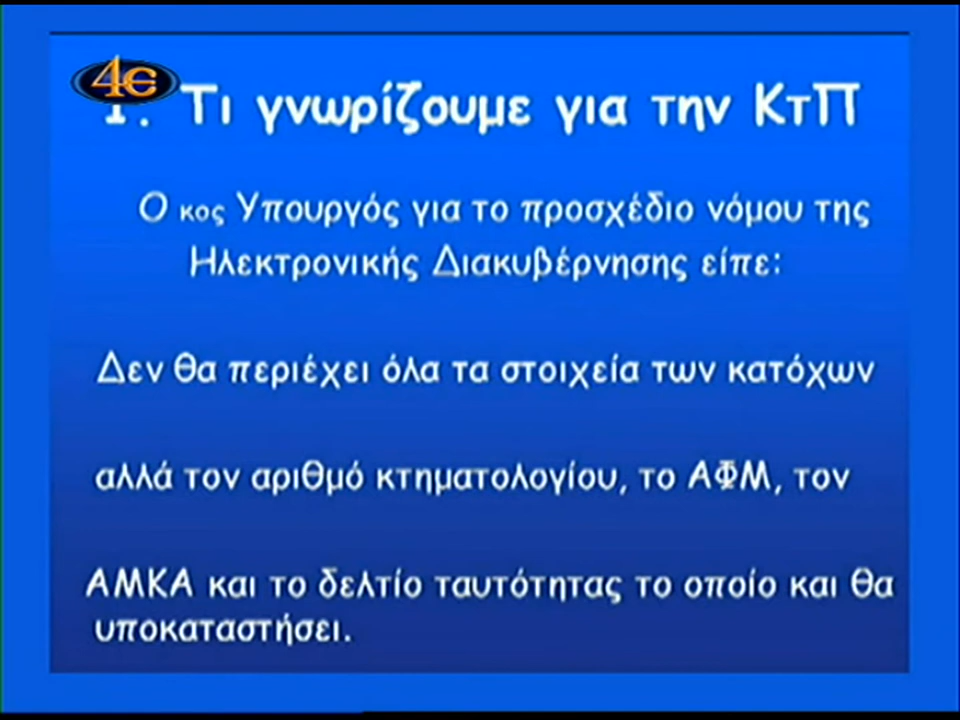 4ε
1. Τι γνωρίζουμε για την ΚτΠ
Ο κος Υπουργός για το προσχέδιο νόμου της
Ηλεκτρονικής Διακυβέρνησης είπε:
Δεν θα περιέχει όλα τα στοιχεία των κατόχων
αλλά τον αριθμό κτηματολογίου, το ΑΦΜ, τον
ΑΜΚΑ και το δελτίο ταυτότητας το οποίο και θα
υποκαταστήσει.